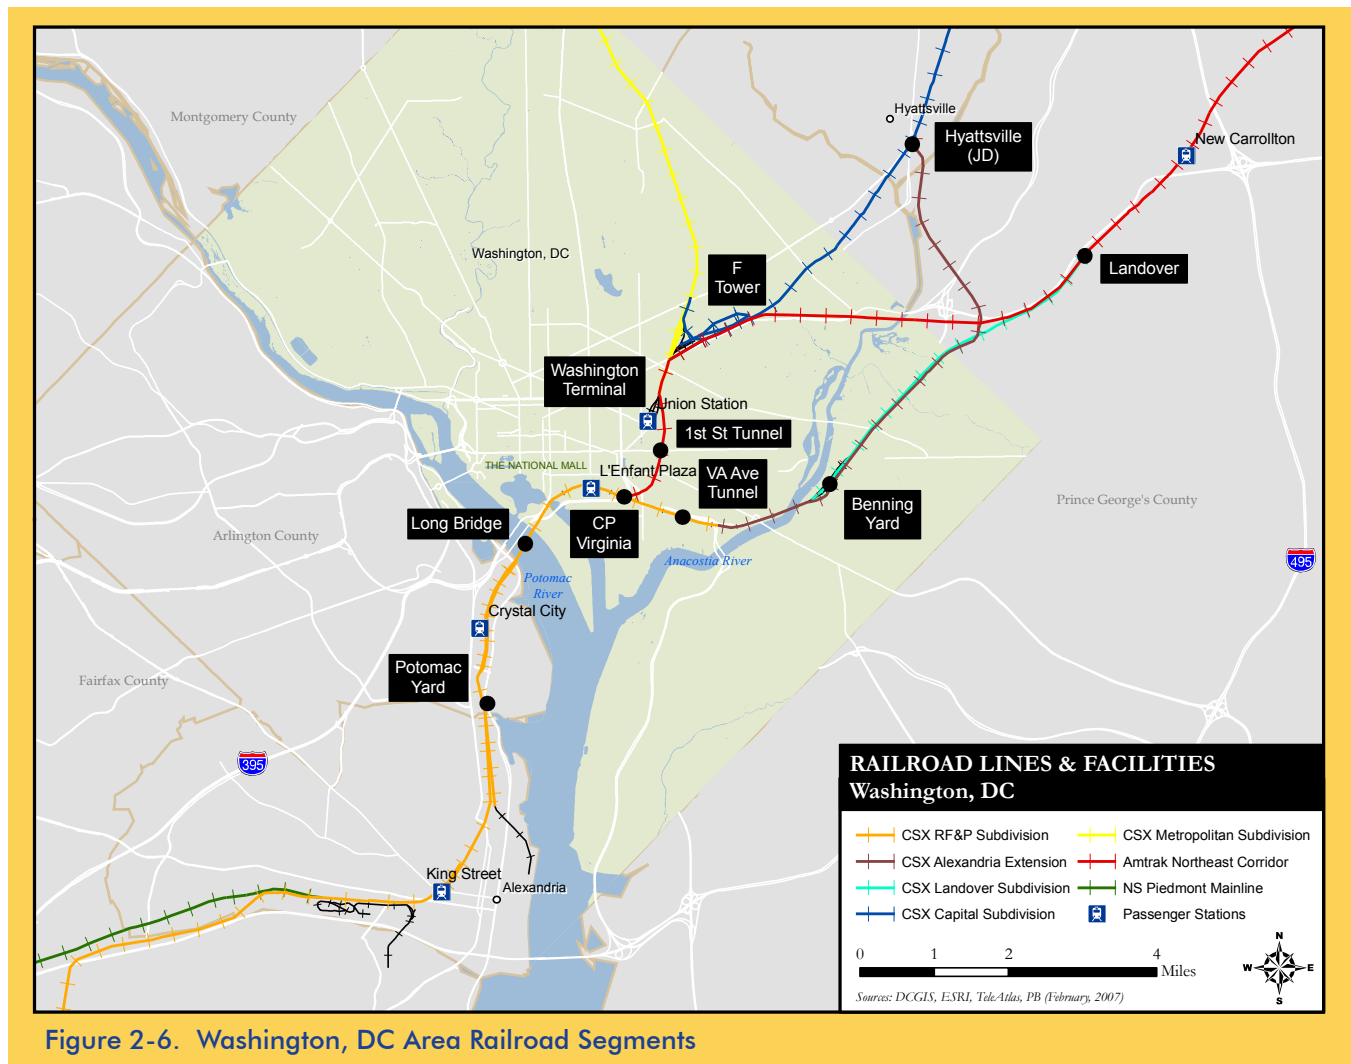 Montgomery County
Hyattsville
Hyattsville
(JD)
New Carrollton
Washington, DC
F
Tower
Landover
Washington
Terminal
Union Station
1st St Tunnel
THE NATIONAL MALL
L'Enfant Plaza
VA Ave
Tunnel
Prince George's County
Benning
Yard
Long Bridge
CP
Virginia
Arlington County
Anacostia River
495
Potomac
River
Crystal City
Potomac
Yard
Fairfax County
395
King Street
Alexandria
RAILROAD LINES & FACILITIES
Washington, DC
CSX RF&P Subdivision
CSX Metropolitan Subdivision
CSX Alexandria Extension
Amtrak Northeast Corridor
CSX Landover Subdivision
NS Piedmont Mainline
CSX Capital Subdivision
Passenger Stations
0 1 2 4
Miles
N
W E
S
Sources: DCGIS, ESRI, TeleAtlas, PB (February, 2007)
Figure 2-6. Washington, DC Area Railroad Segments